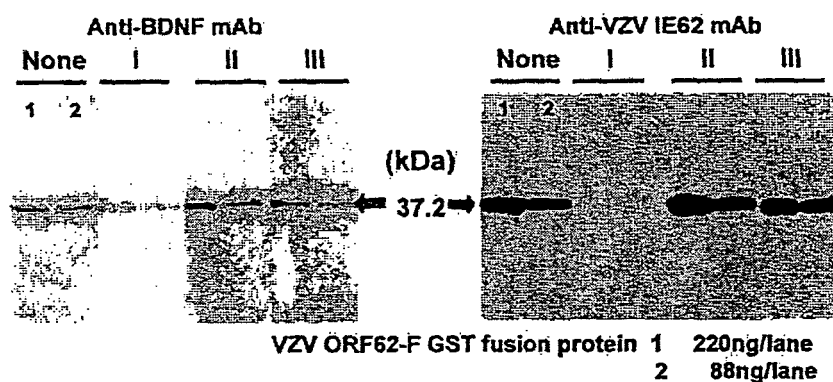 Anti-BDNF mAb
None I II III
1 2
Anti-VZV IE62 mAb
None I II III
1 2
(kDa)
37.2
VZV ORF62-F GST fusion protein 1 220ng/lane
2 88ng/lane